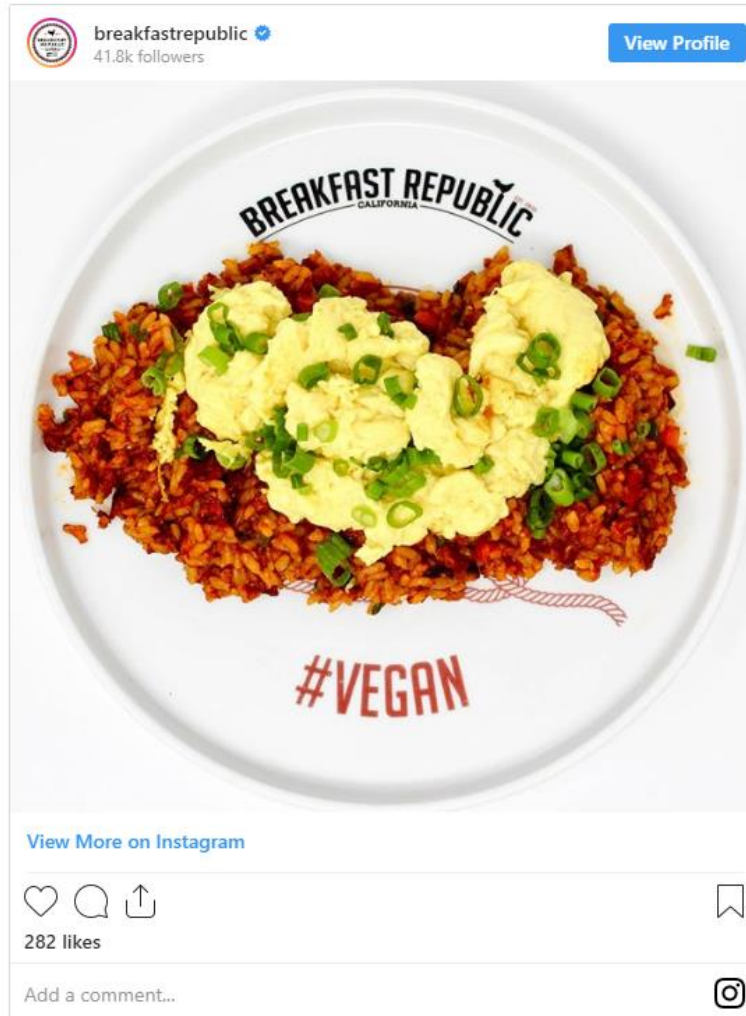 breakfastrepublic
41.8k followers
View Profile
BREAKFAST REPUBLIC
CALIFORNIA
#VEGAN
View More on Instagram
282 likes
Add a comment...